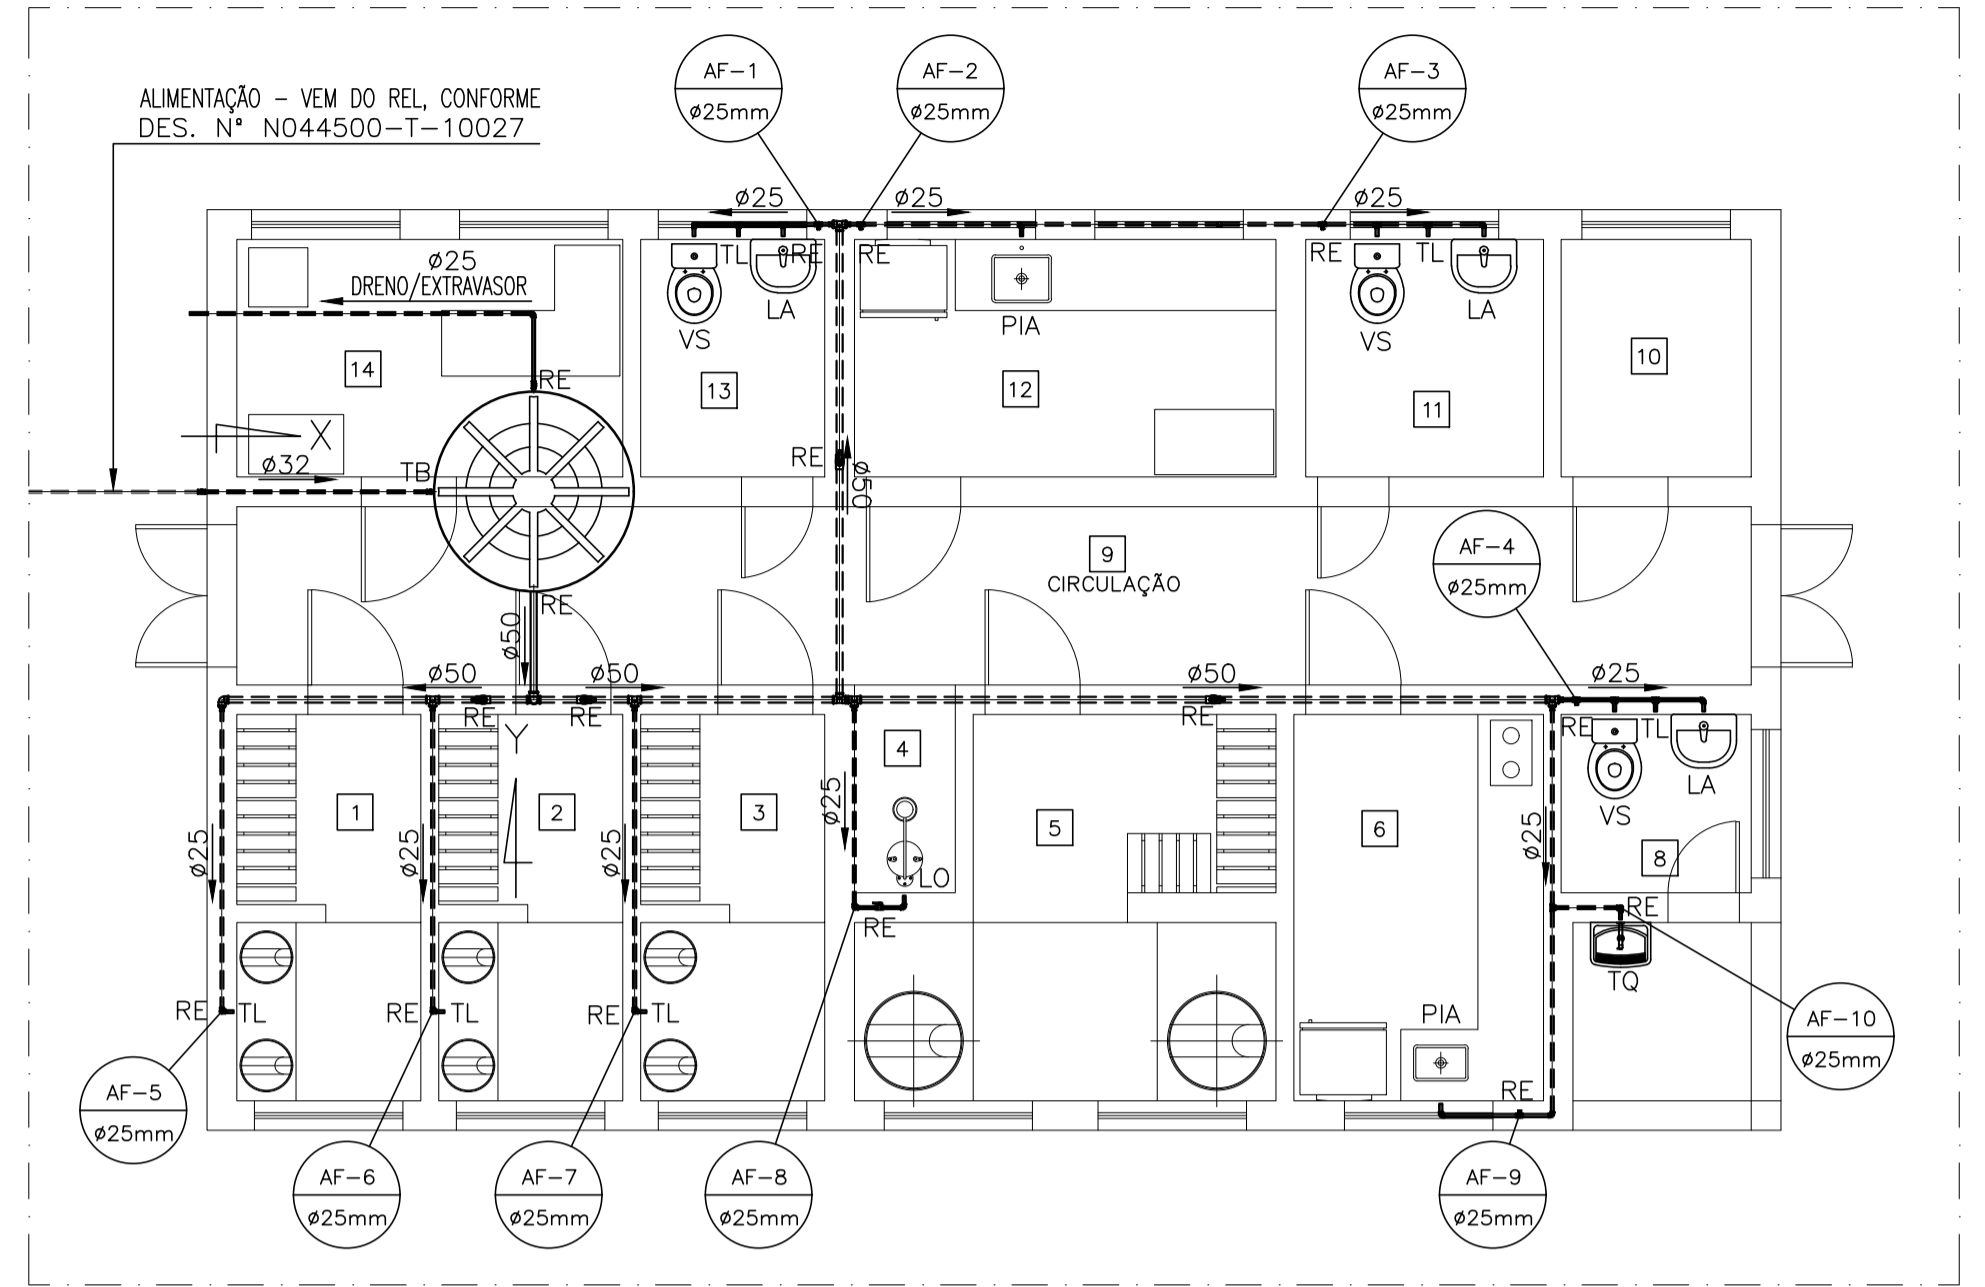 AF-1
ø25mm
AF-2
ø25mm
AF-3
ø25mm
ALIMENTAÇÃO - VEM DO REL, CONFORME
DES. Nº N044500-T-10027
ø25
ø25
ø25
RE
TL
RE
RE
RE
TL
LA
VS
PIA
LA
VS
ø25
DRENO/EXTRAVASOR
14
RE
13
12
11
10
X
ø32
TB
RE
ø50
9
CIRCULAÇÃO
AF-4
ø25mm
RE
ø50
ø50
ø50
ø50
ø25
RE
RE
RE
RE
TL
Y
4
LA
VS
1
2
3
5
6
8
ø25
ø25
ø25
ø25
ø25
LO
RE
RE
TQ
RE
TL
RE
TL
RE
TL
PIA
RE
AF-10
ø25mm
AF-5
ø25mm
AF-6
ø25mm
AF-7
ø25mm
AF-8
ø25mm
AF-9
ø25mm